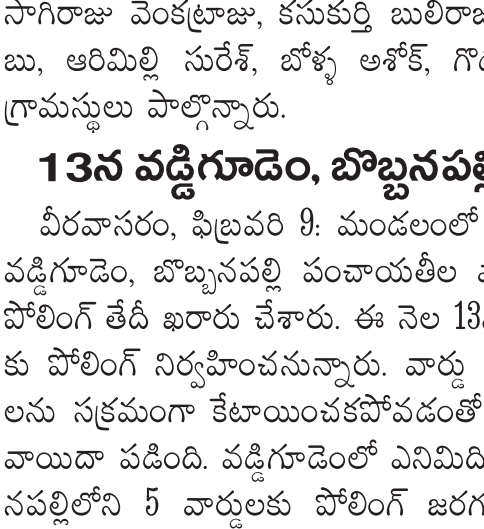 సాగిరాజు వెంకట్రాజు, కసుకుర్తి బులిరాజ
బు, ఆరిమిల్లి సురేశ్, బోళ్ళ అశోక్, గొ
గ్రామస్థులు పాల్గొన్నారు.
13న వడ్డిగూడెం, బొబ్బనపల్లి
వీరవాసరం, ఫిబ్రవరి 9: మండలంలో
వడ్డిగూడెం, బొబ్బనపల్లి పంచాయతీల
పోలింగ్ తేదీ ఖరారు చేశారు. ఈ నెల 13
కు పోలింగ్ నిర్వహించనున్నారు. వార్డు
లను సక్రమంగా కేటాయించకపోవడంతో
వాయిదా పడింది. వడ్డిగూడెంలో ఎనిమిది
నపల్లిలోని 5 వార్డులకు పోలింగ్ జరగ